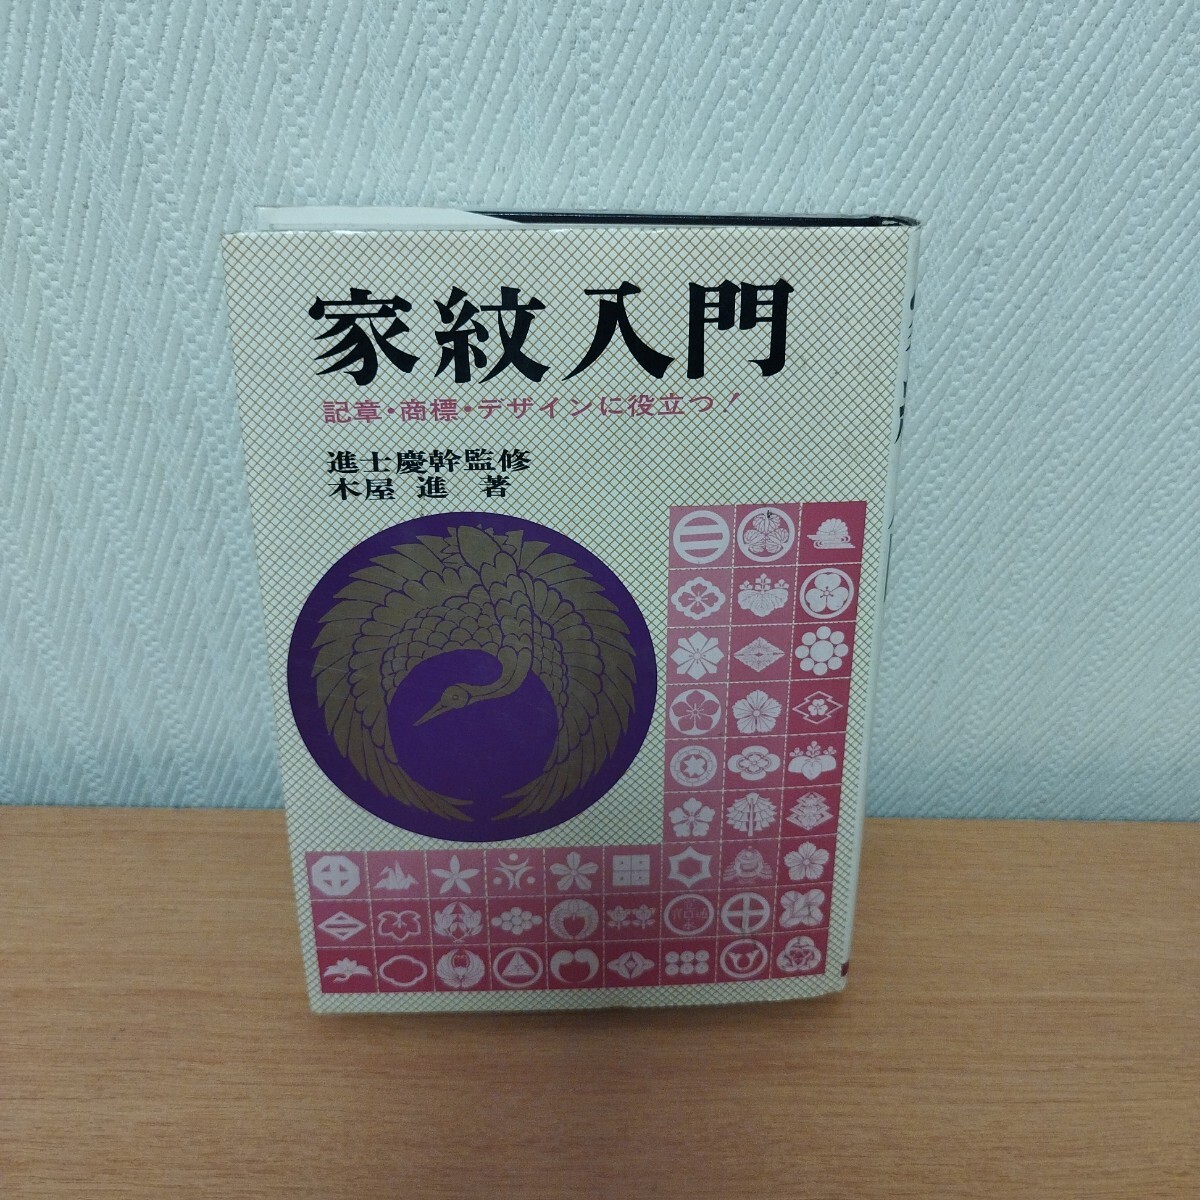 家紋入門
記章・商標・デザインに役立つ!
進士慶幹監修
木屋 進 著